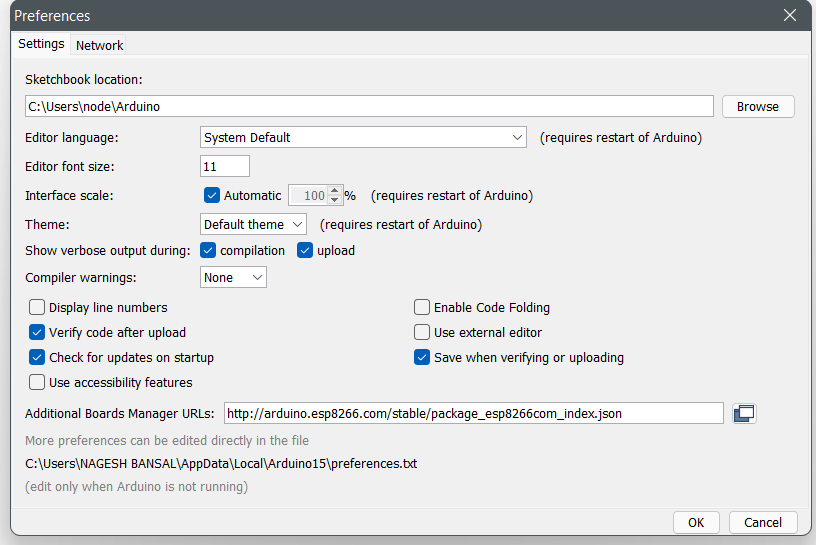 Preferences
Settings Network
Sketchbook location:
C:\Users\node\Arduino Browse
Editor language: System Default (requires restart of Arduino)
Editor font size: 11
Interface scale: Automatic 100 % (requires restart of Arduino)
Theme: Default theme (requires restart of Arduino)
Show verbose output during: compilation upload
Compiler warnings: None
Display line numbers Enable Code Folding
Verify code after upload Use external editor
Check for updates on startup Save when verifying or uploading
Use accessibility features
Additional Boards Manager URLs: http://arduino.esp8266.com/stable/package_esp8266com_index.json
More preferences can be edited directly in the file
C:\Users\NAGESH BANSAL\AppData\Local\Arduino15\preferences.txt
(edit only when Arduino is not running)
OK Cancel